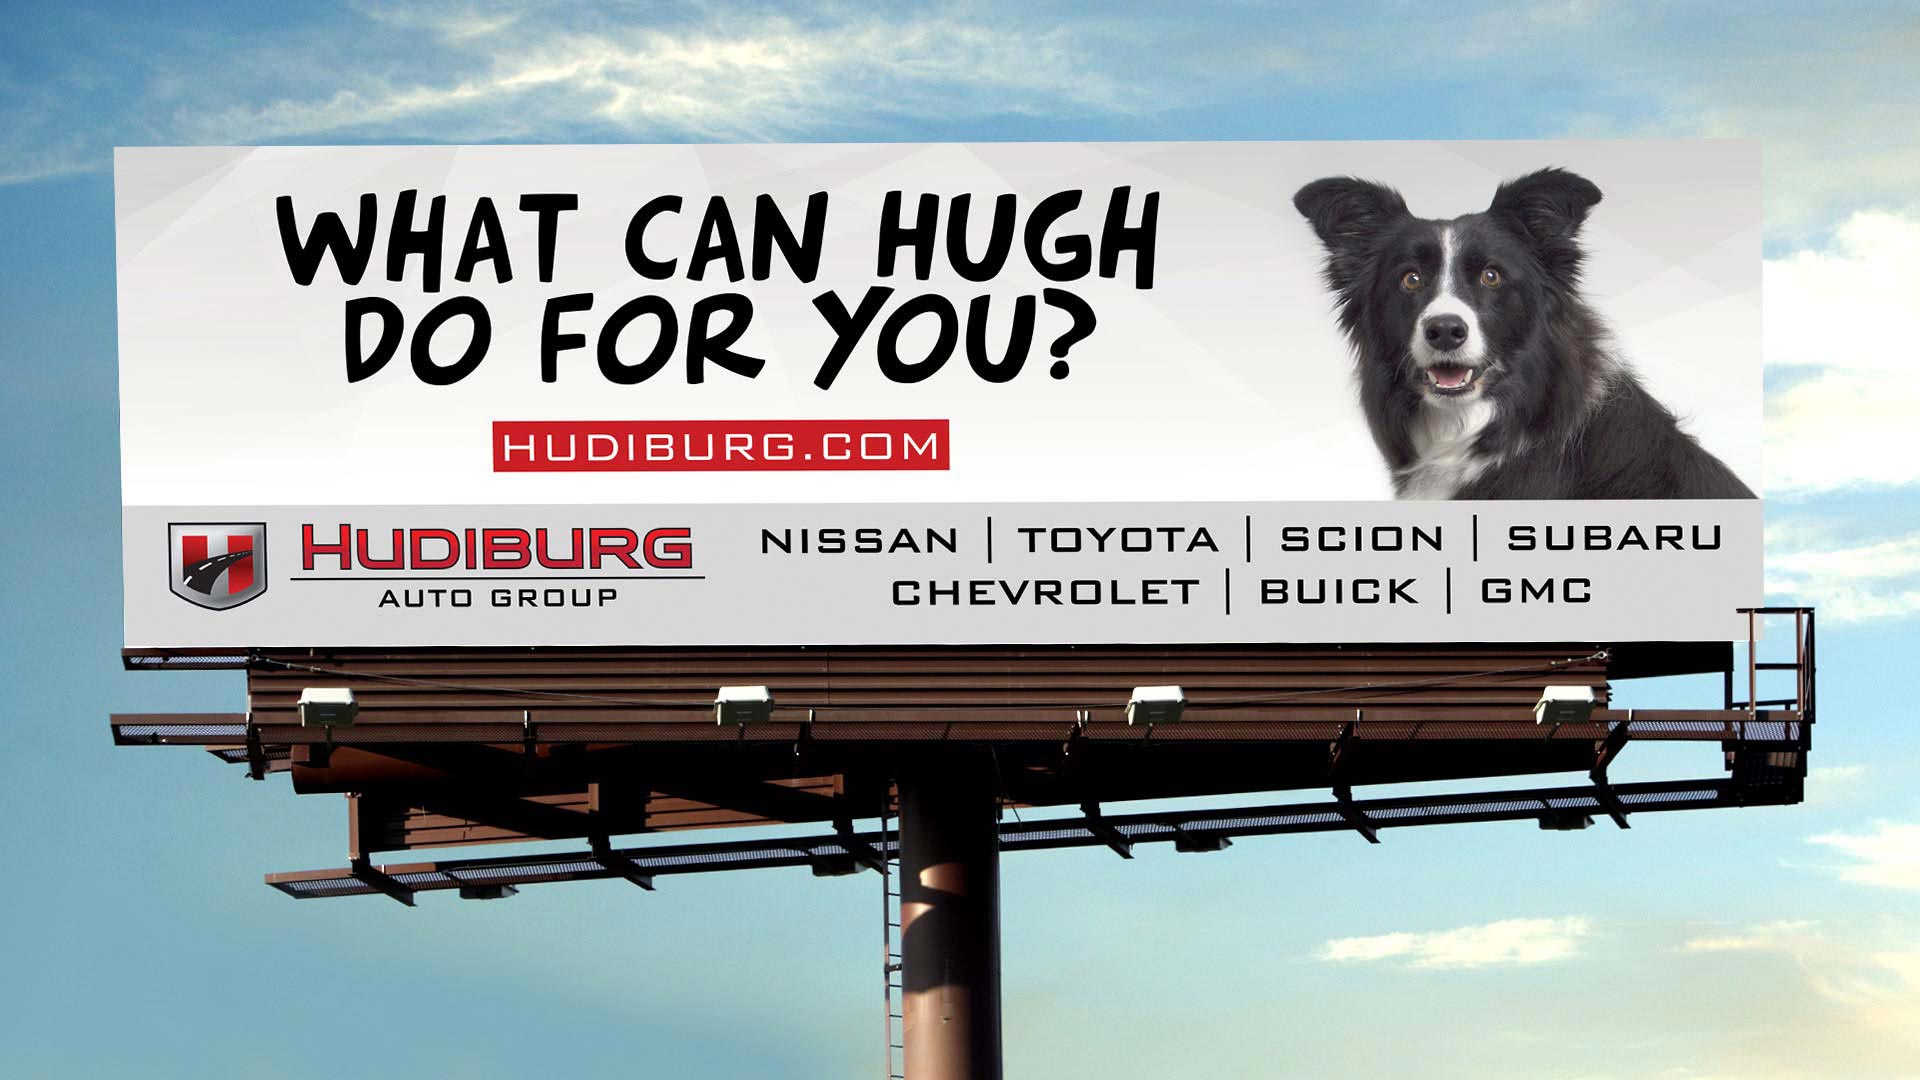 WHAT CAN HUGH
DO FOR YOU?
HUDIBURG.COM
H
HUDIBURG
AUTO GROUP
NISSAN | TOYOTA | SCION | SUBARU
CHEVROLET | BUICK | GMC